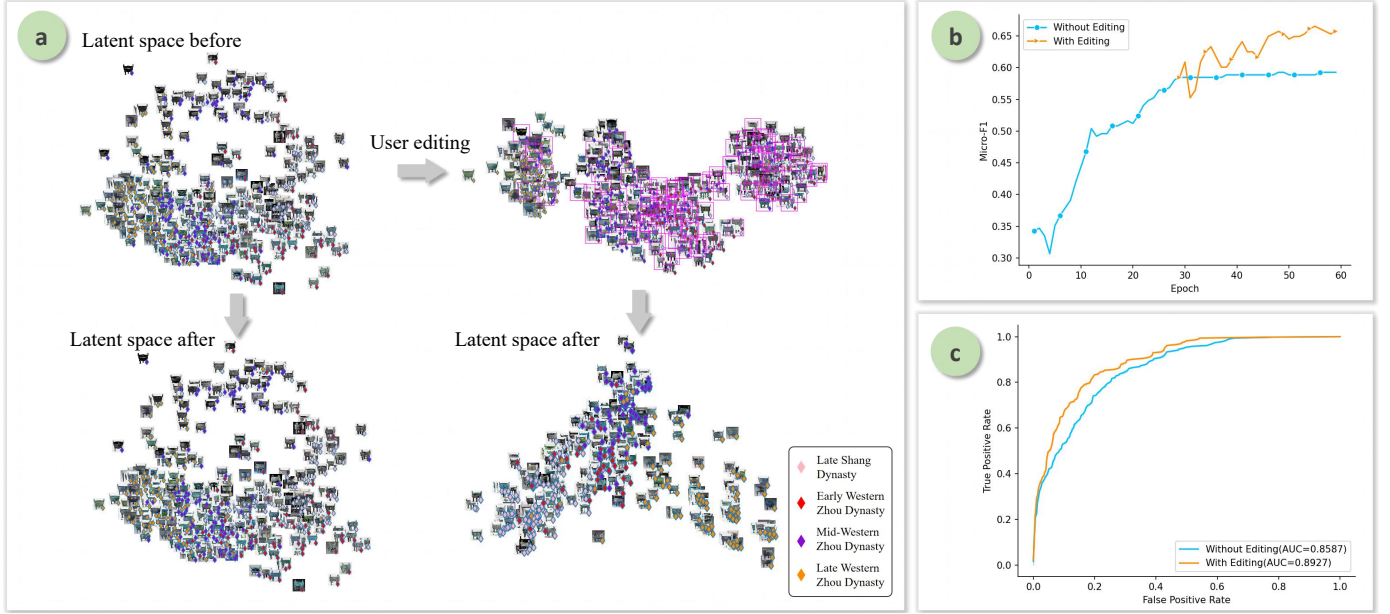 a
Latent space before
User editing
Latent space after
Latent space after
Late Shang
Dynasty
Early Western
Zhou Dynasty
Mid-Western
Zhou Dynasty
Late Western
Zhou Dynasty
b
Without Editing
With Editing
Micro-F1
0.65
0.60
0.55
0.50
0.45
0.40
0.35
0.30
0 10 20 30 40 50 60
Epoch
c
True Positive Rate
1.0
0.8
0.6
0.4
0.2
0.0
Without Editing(AUC=0.8587)
With Editing(AUC=0.8927)
0.0 0.2 0.4 0.6 0.8 1.0
False Positive Rate